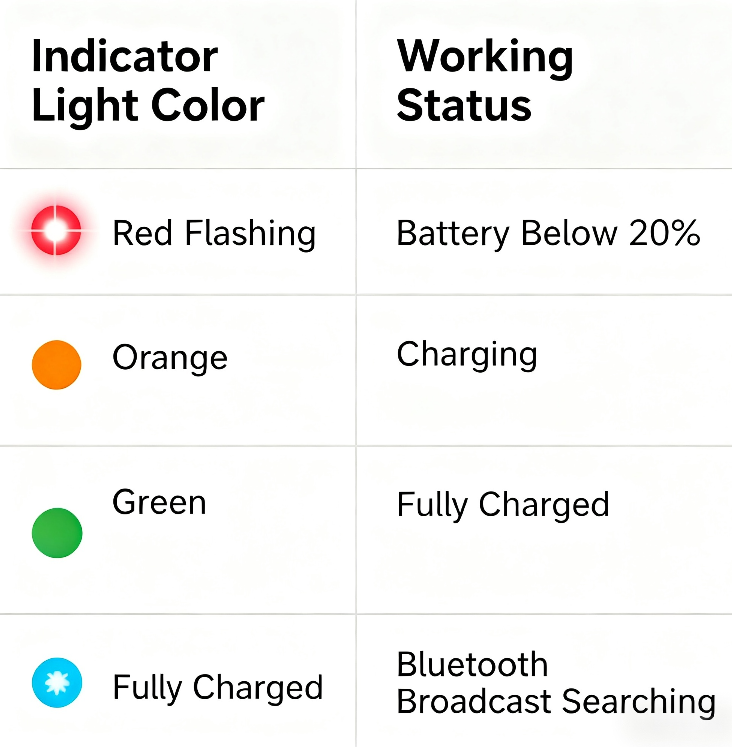 Indicator
Light Color
Working
Status
Red Flashing
Battery Below 20%
Orange
Charging
Green
Fully Charged
Fully Charged
Bluetooth
Broadcast Searching